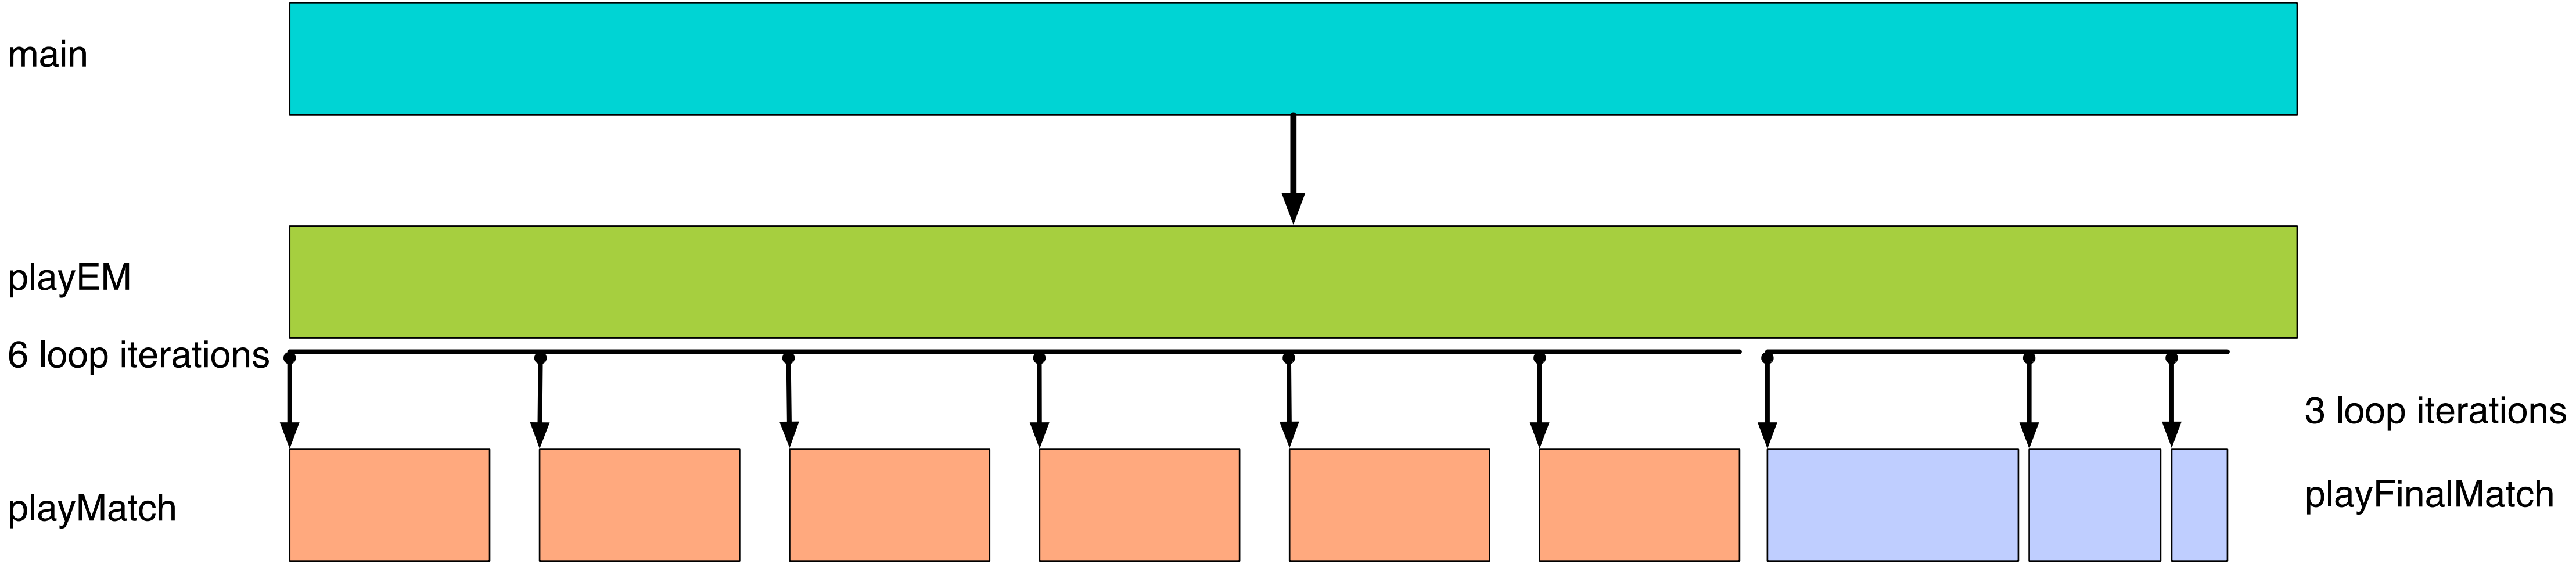 main
playEM
6 loop iterations
3 loop iterations
playMatch
playFinalMatch